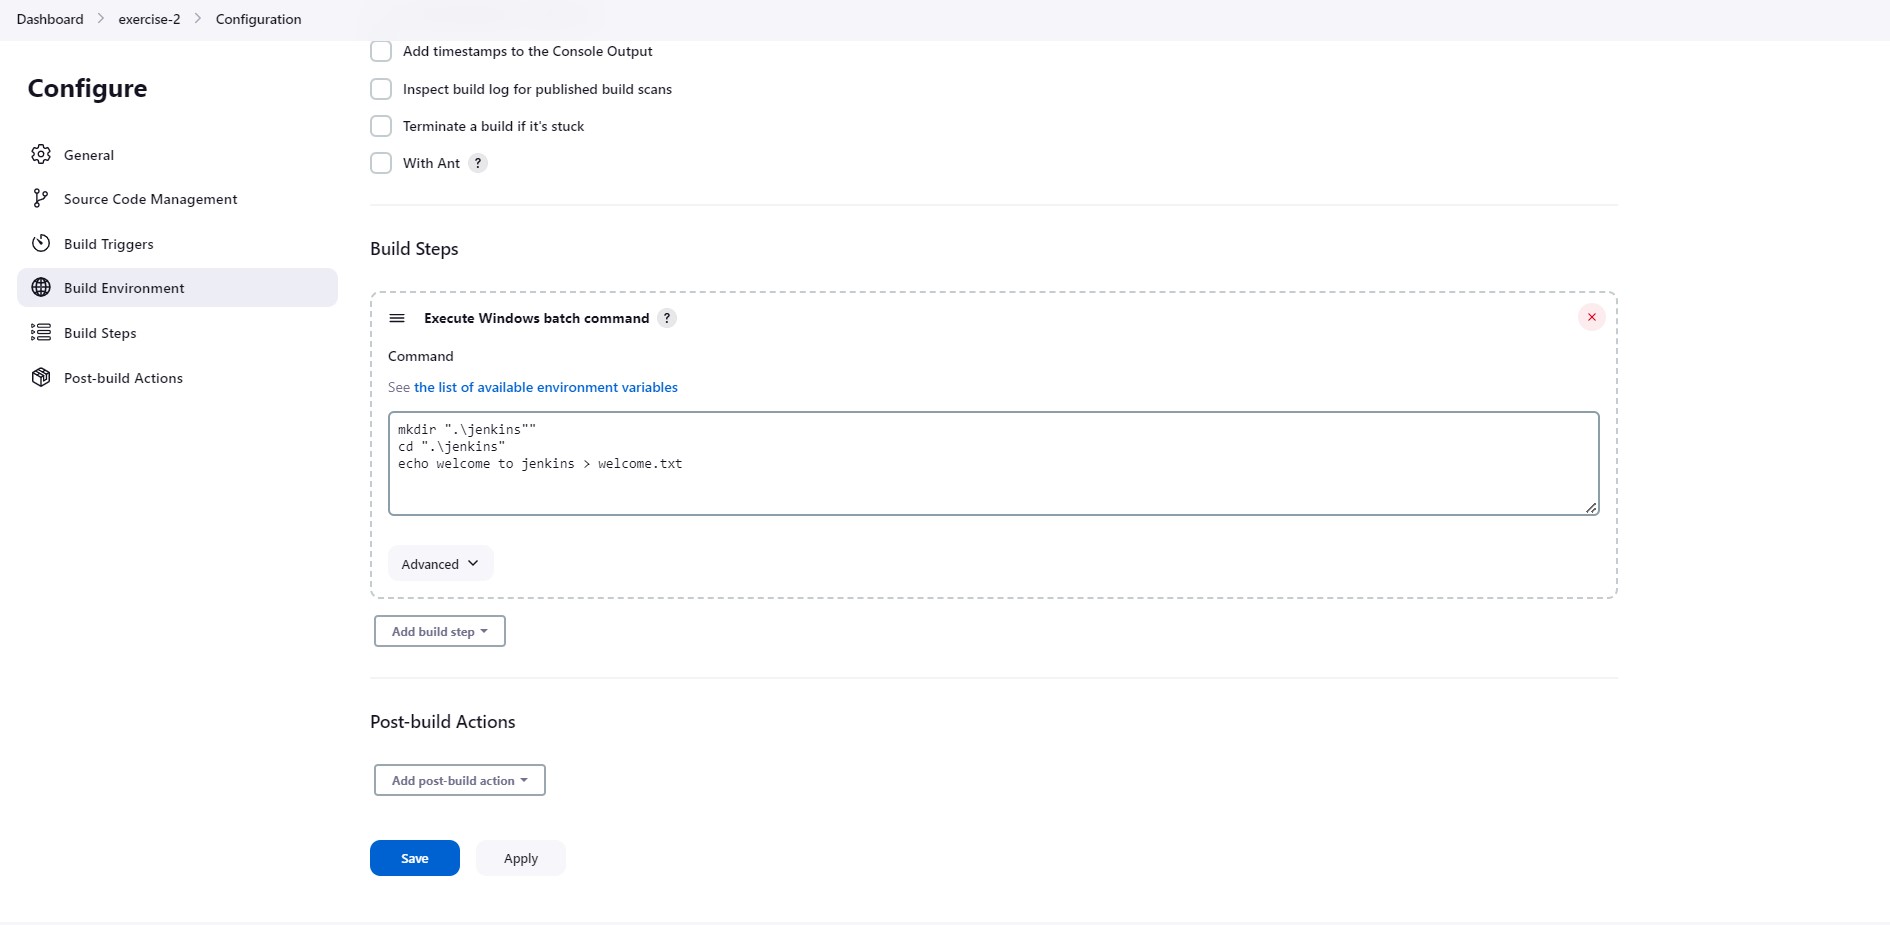 Dashboard > exercise-2 > Configuration
Configure
General
Source Code Management
Build Triggers
Build Environment
Build Steps
Post-build Actions
Add timestamps to the Console Output
Inspect build log for published build scans
Terminate a build if it's stuck
With Ant ?
Build Steps
Execute Windows batch command ?
Command
See the list of available environment variables
mkdir ".\jenkins""
cd ".\jenkins"
echo welcome to jenkins > welcome.txt
Advanced
Add build step
Post-build Actions
Add post-build action
Save Apply